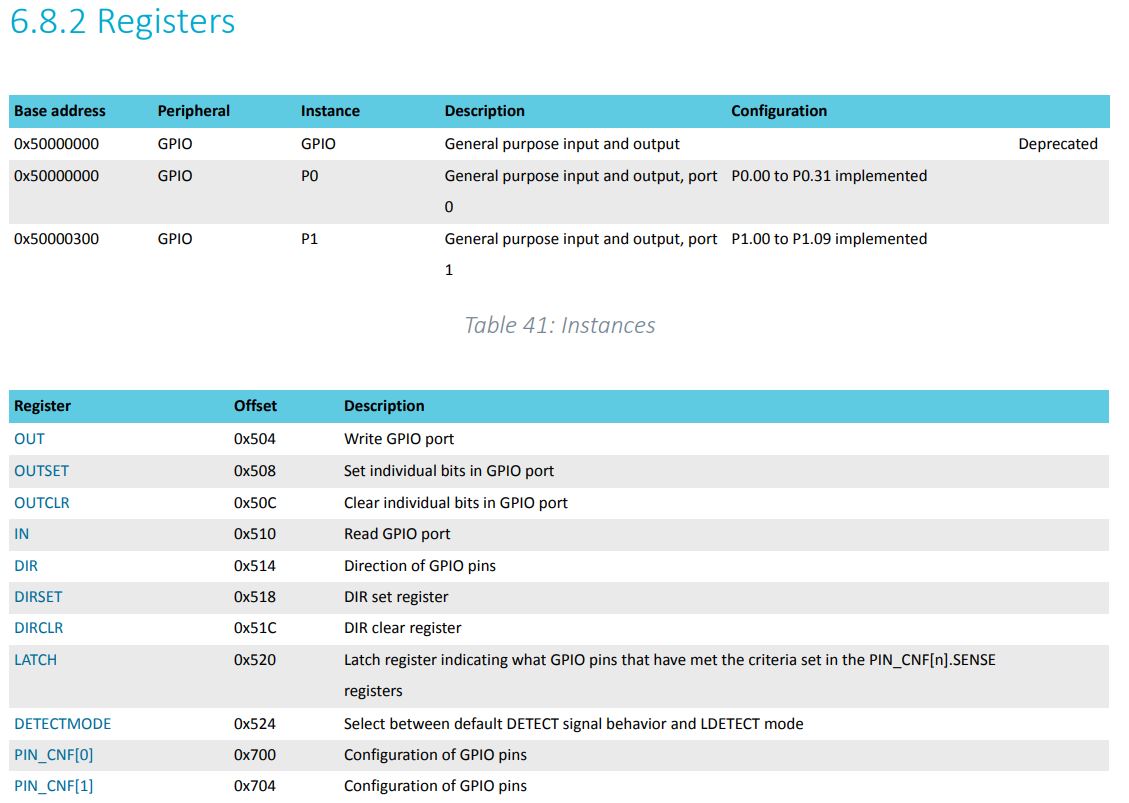 6.8.2 Registers
Base address Peripheral Instance Description Configuration
0x50000000 GPIO GPIO General purpose input and output Deprecated
0x50000000 GPIO P0 General purpose input and output, port P0.00 to P0.31 implemented
0
0x50000300 GPIO P1 General purpose input and output, port P1.00 to P1.09 implemented
1
Table 41: Instances
Register Offset Description
OUT 0x504 Write GPIO port
OUTSET 0x508 Set individual bits in GPIO port
OUTCLR 0x50C Clear individual bits in GPIO port
IN 0x510 Read GPIO port
DIR 0x514 Direction of GPIO pins
DIRSET 0x518 DIR set register
DIRCLR 0x51C DIR clear register
LATCH 0x520 Latch register indicating what GPIO pins that have met the criteria set in the PIN_CNF[n].SENSE
registers
DETECTMODE 0x524 Select between default DETECT signal behavior and LDETECT mode
PIN_CNF[0] 0x700 Configuration of GPIO pins
PIN_CNF[1] 0x704 Configuration of GPIO pins